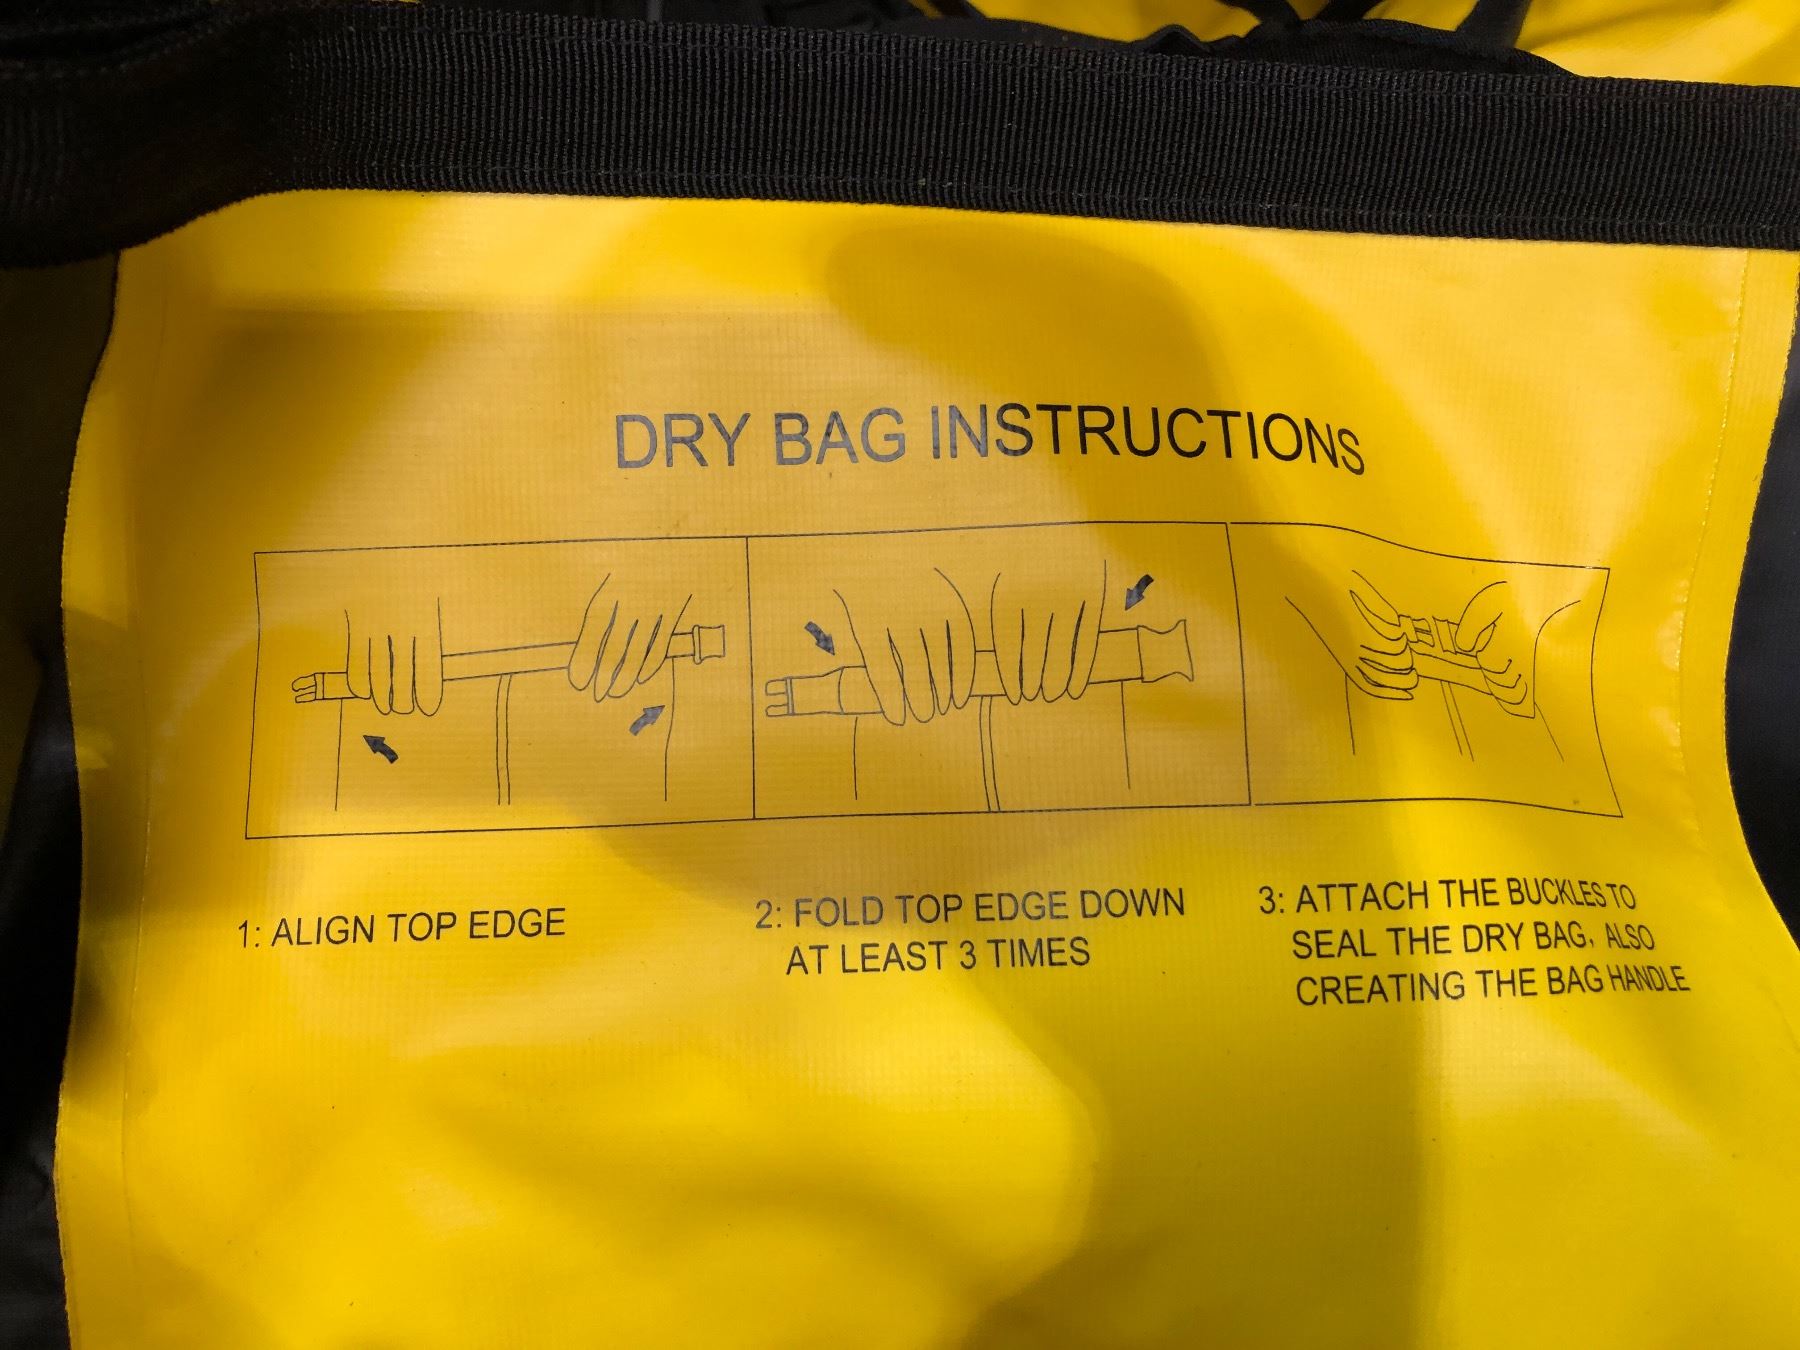 DRY BAG INSTRUCTIONS
1: ALIGN TOP EDGE
2: FOLD TOP EDGE DOWN
AT LEAST 3 TIMES
3: ATTACH THE BUCKLES TO
SEAL THE DRY BAG, ALSO
CREATING THE BAG HANDLE